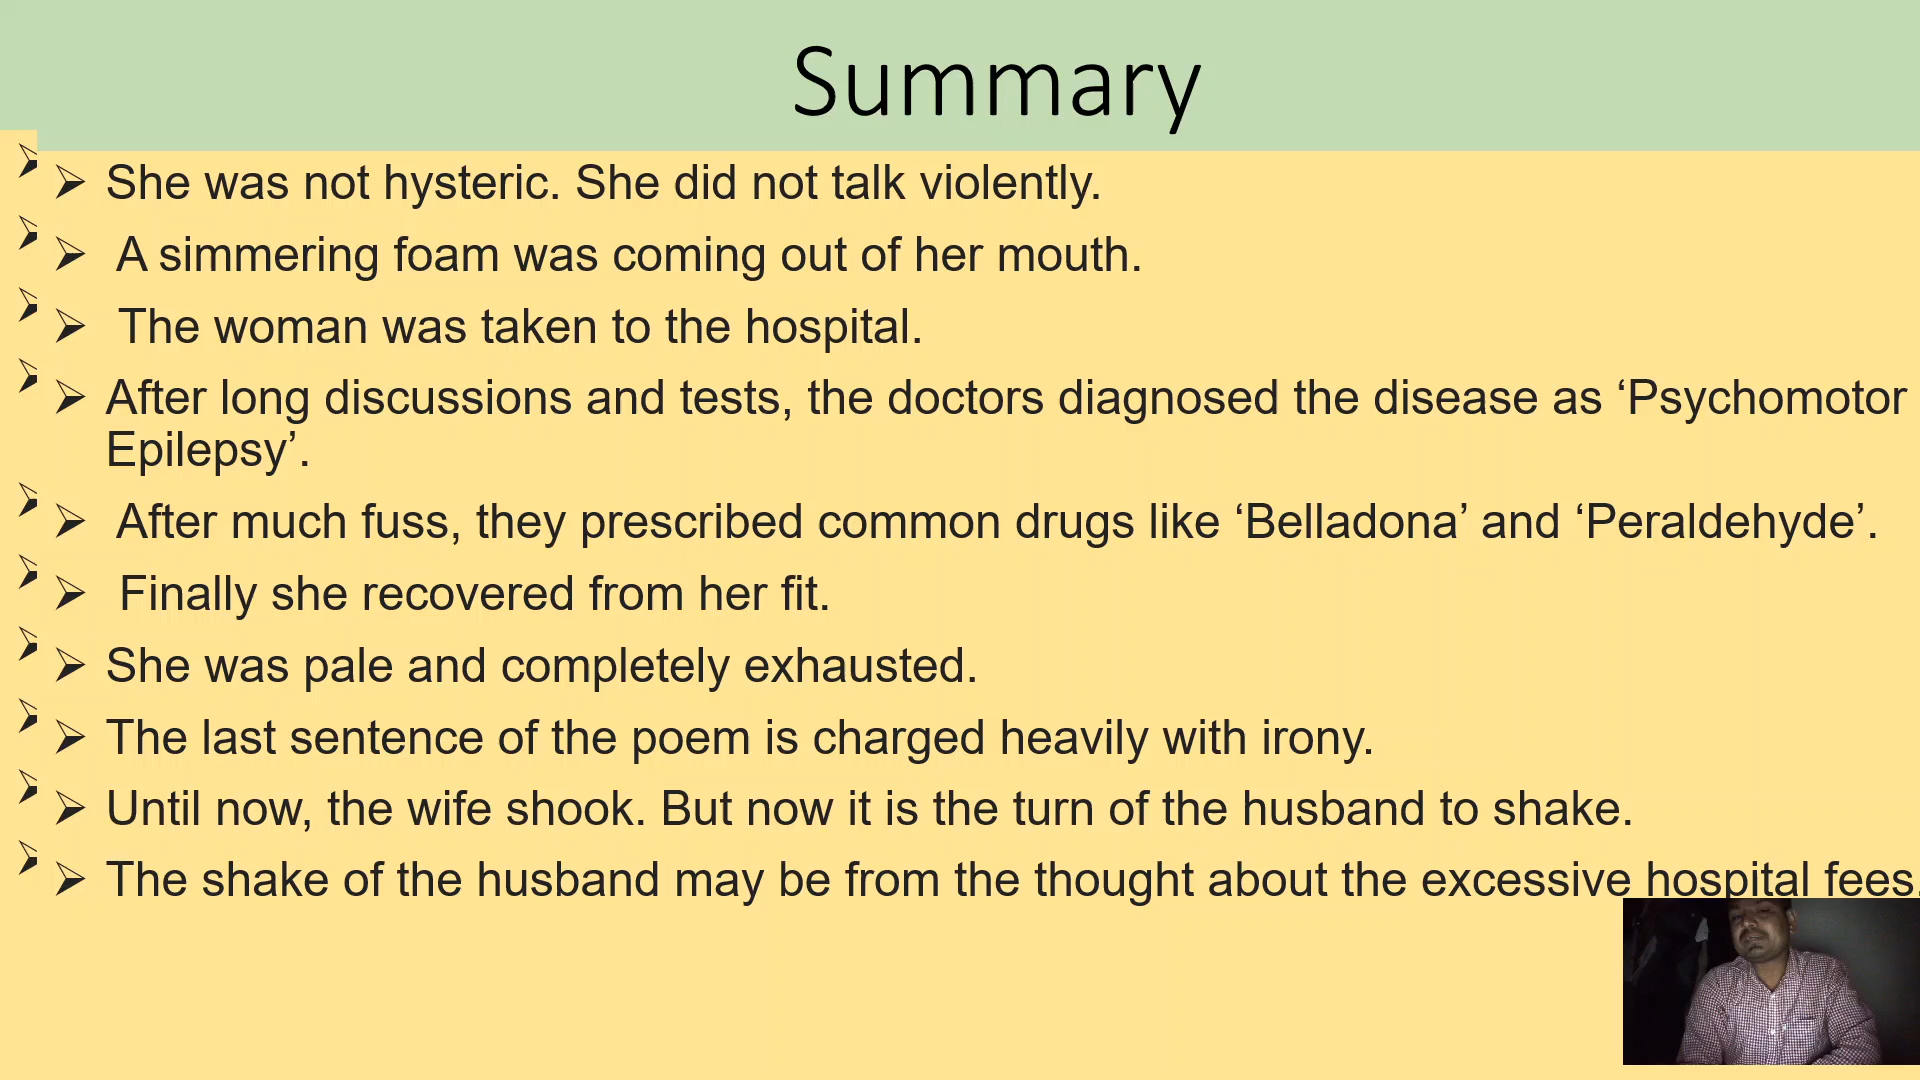 Summary
➢ She was not hysteric. She did not talk violently.
➢ A simmering foam was coming out of her mouth.
➢ The woman was taken to the hospital.
➢ After long discussions and tests, the doctors diagnosed the disease as ‘Psychomotor
Epilepsy’.
➢ After much fuss, they prescribed common drugs like ‘Belladona’ and ‘Peraldehyde’.
➢ Finally she recovered from her fit.
➢ She was pale and completely exhausted.
➢ The last sentence of the poem is charged heavily with irony.
➢ Until now, the wife shook. But now it is the turn of the husband to shake.
➢ The shake of the husband may be from the thought about the excessive hospital fees.